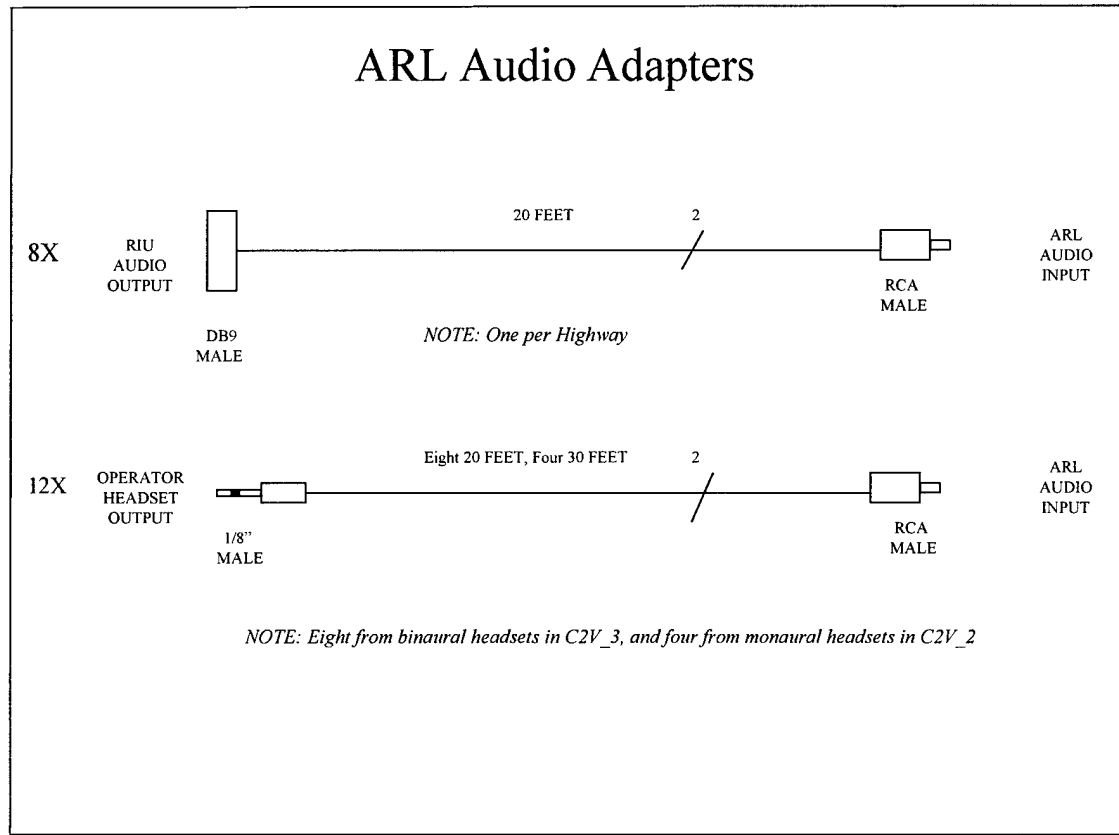 ARL Audio Adapters
20 FEET
2
8X
RIU
AUDIO
OUTPUT
ARL
AUDIO
INPUT
RCA
MALE
DB9
MALE
NOTE: One per Highway
Eight 20 FEET, Four 30 FEET
2
12X
OPERATOR
HEADSET
OUTPUT
ARL
AUDIO
INPUT
1/8"
MALE
RCA
MALE
NOTE: Eight from binaural headsets in C2V_3, and four from monaural headsets in C2V_2